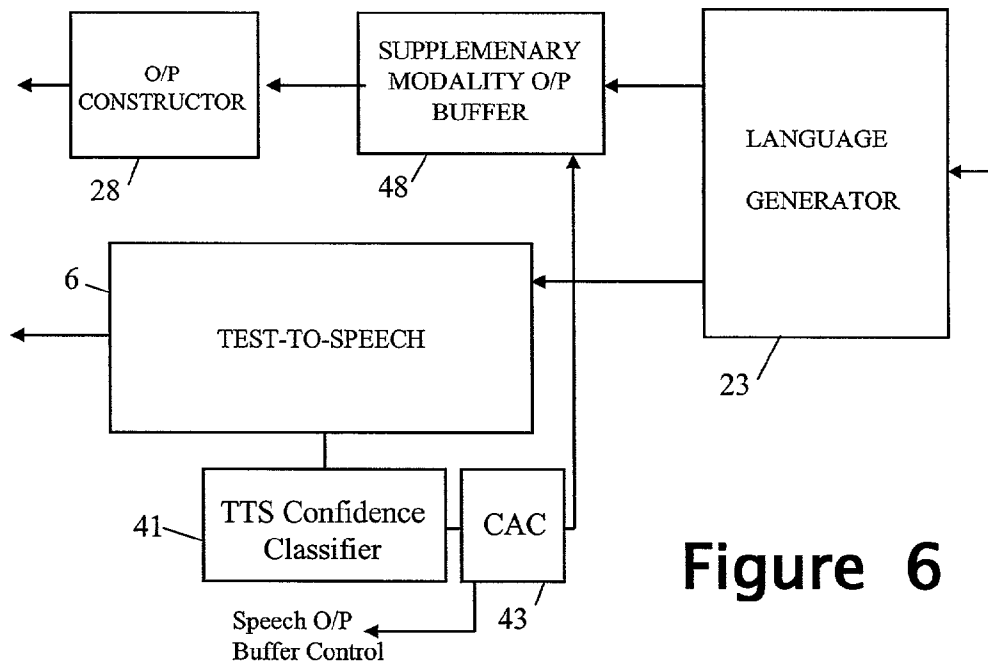 O/P
CONSTRUCTOR
28
SUPPLEMENARY
MODALITY O/P
BUFFER
48
LANGUAGE
GENERATOR
23
6
TEST-TO-SPEECH
41
TTS Confidence
Classifier
CAC
43
Speech O/P
Buffer Control
Figure 6